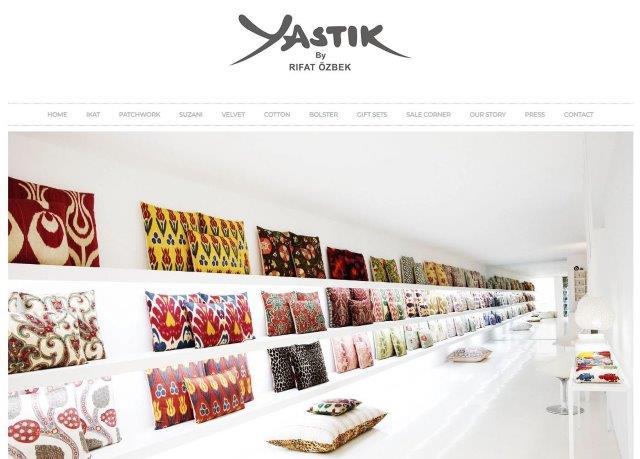 YASTIK
By
RIFAT ÖZBEK
HOME IKAT PATCHWORK SUZANI VELVET COTTON BOLSTER GIFT SETS SALE CORNER OUR STORY PRESS CONTACT